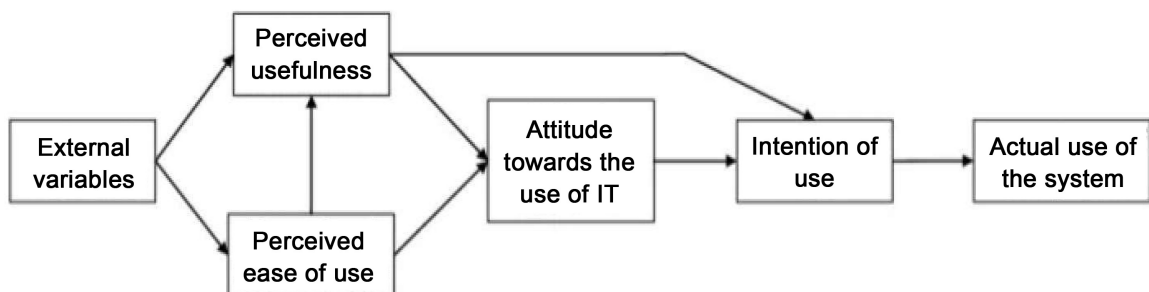 Perceived
usefulness
External
variables
Perceived
ease of use
Attitude
towards the
use of IT
Intention of
use
Actual use of
the system